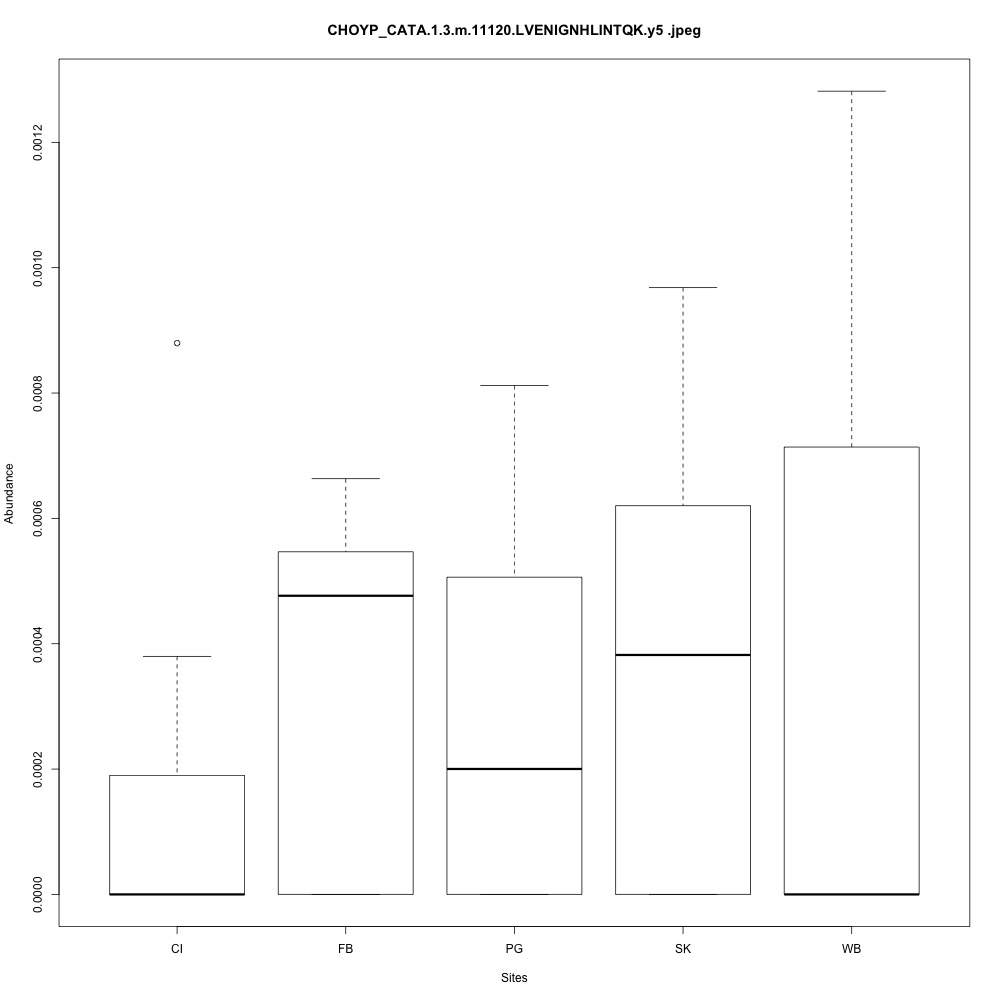 CHOYP_CATA.1.3.m.11120.LVENIGNHLINTQK.y5 .jpeg
Abundance
0.0012
0.0010
0.0008
0.0006
0.0004
0.0002
0.0000
CI FB PG SK WB
Sites